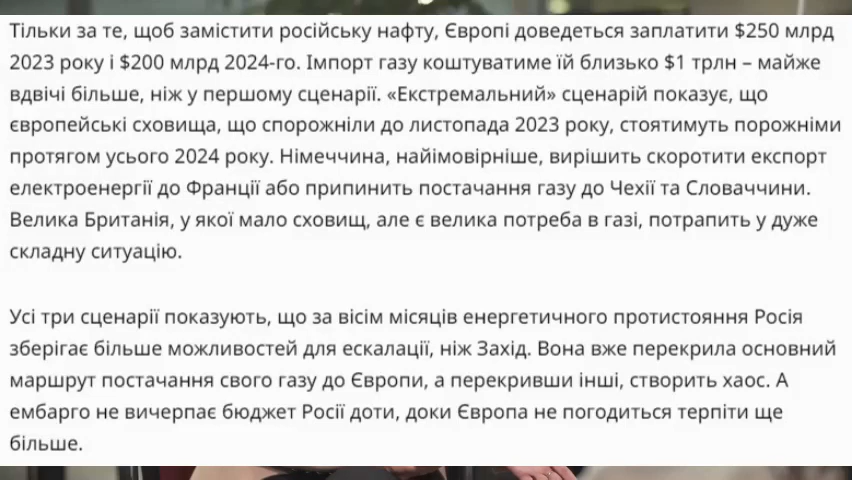 Тільки за те, щоб замістити російську нафту, Європі доведеться заплатити $250 млрд
2023 року і $200 млрд 2024-го. Імпорт газу коштуватиме їй близько $1 трлн – майже
вдвічі більше, ніж у першому сценарії. «Екстремальний» сценарій показує, що
європейські сховища, що спорожніли до листопада 2023 року, стоятимуть порожніми
протягом усього 2024 року. Німеччина, найімовірніше, вирішить скоротити експорт
електроенергії до Франції або припинить постачання газу до Чехії та Словаччини.
Велика Британія, у якої мало сховищ, але є велика потреба в газі, потрапить у дуже
складну ситуацію.
Усі три сценарії показують, що за вісім місяців енергетичного протистояння Росія
зберігає більше можливостей для ескалації, ніж Захід. Вона вже перекрила основний
маршрут постачання свого газу до Європи, а перекривши інші, створить хаос. А
ембарго не вичерпає бюджет Росії доти, доки Європа не погодиться терпіти ще
більше.